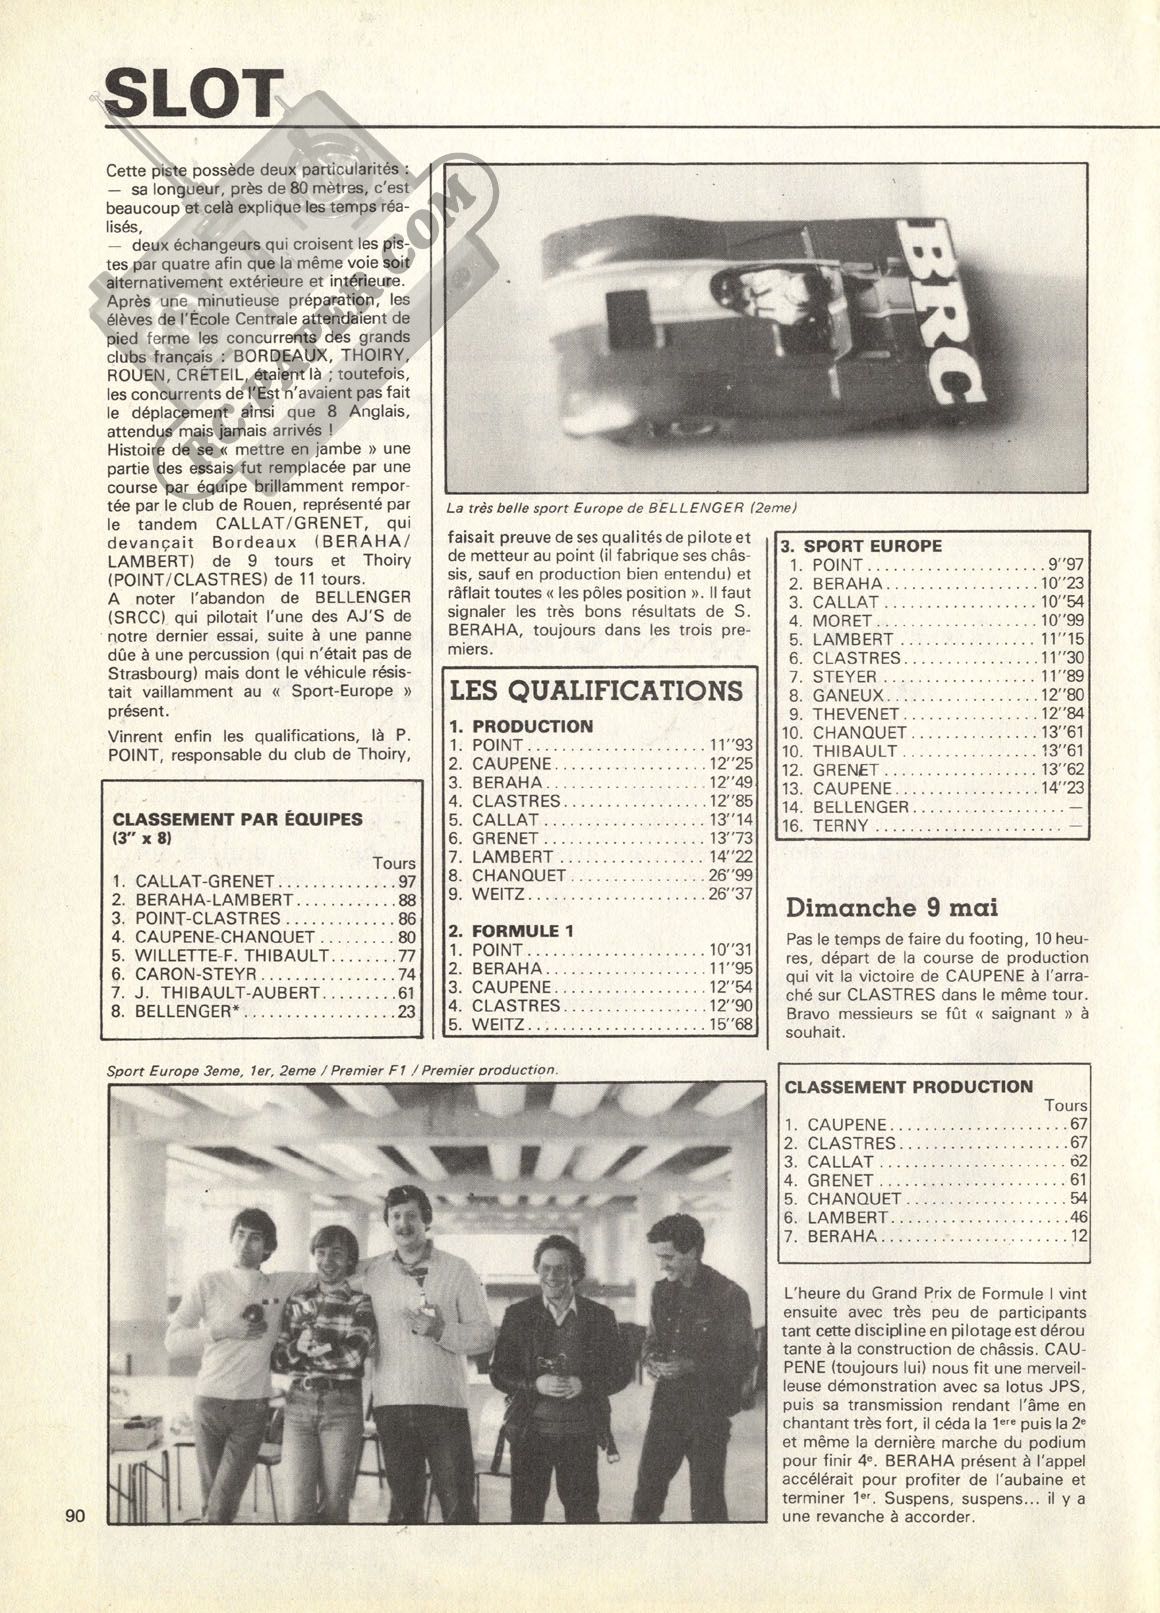 SLOT
Cette piste possède deux particularités :
— sa longueur, près de 80 mètres, c'est
beaucoup et celà explique les temps réa-
lisés,
— deux échangeurs qui croisent les pis-
tes par quatre afin que la même voie soit
alternativement extérieure et intérieure.
Après une minutieuse préparation, les
élèves de l'École Centrale attendaient de
pied ferme les concurrents des grands
clubs français : BORDEAUX, THOIRY,
ROUEN, CRÉTEIL, étaient là ; toutefois,
les concurrents de l'Est n'avaient pas fait
le déplacement ainsi que 8 Anglais,
attendus mais jamais arrivés !
Histoire de se « mettre en jambe » une
partie des essais fut remplacée par une
course par équipe brillamment rempor-
tée par le club de Rouen, représenté par
le tandem CALLAT/GRENET, qui
devançait Bordeaux (BERAHA/
LAMBERT) de 9 tours et Thoiry
(POINT/CLASTRES) de 11 tours.
A noter l'abandon de BELLENGER
(SRCC) qui pilotait l'une des AJ'S de
notre dernier essai, suite à une panne
dûe à une percussion (qui n'était pas de
Strasbourg) mais dont le véhicule résis-
tait vaillamment au « Sport-Europe »
présent.
Vinrent enfin les qualifications, là P.
POINT, responsable du club de Thoiry,
CLASSEMENT PAR ÉQUIPES
(3" x 8)
Tours
1. CALLAT-GRENET..............97
2. BERAHA-LAMBERT............88
3. POINT-CLASTRES.............86
4. CAUPENE-CHANQUET.........80
5. WILLETTE-F. THIBAULT........77
6. CARON-STEYR................74
7. J. THIBAULT-AUBERT.........61
8. BELLENGER*..................23
BRC
RC-PAPER.COM
La très belle sport Europe de BELLENGER (2eme)
faisait preuve de ses qualités de pilote et
de metteur au point (il fabrique ses châs-
sis, sauf en production bien entendu) et
râflait toutes « les pôles position ». Il faut
signaler les très bons résultats de S.
BERAHA, toujours dans les trois pre-
miers.
LES QUALIFICATIONS
1. PRODUCTION
1. POINT.....................11"93
2. CAUPENE..................12"25
3. BERAHA...................12"49
4. CLASTRES.................12"85
5. CALLAT...................13"14
6. GRENET...................13"73
7. LAMBERT..................14"22
8. CHANQUET................26"99
9. WEITZ.....................26"37
2. FORMULE 1
1. POINT.....................10"31
2. BERAHA...................11"95
3. CAUPENE..................12"54
4. CLASTRES.................12"90
5. WEITZ.....................15"68
3. SPORT EUROPE
1. POINT.....................9"97
2. BERAHA..................10"23
3. CALLAT..................10"54
4. MORET...................10"99
5. LAMBERT.................11"15
6. CLASTRES................11"30
7. STEYER..................11"89
8. GANEUX..................12"80
9. THEVENET................12"84
10. CHANQUET...............13"61
10. THIBAULT................13"61
12. GRENET..................13"62
13. CAUPENE.................14"23
14. BELLENGER..................—
16. TERNY......................—
Dimanche 9 mai
Pas le temps de faire du footing, 10 heu-
res, départ de la course de production
qui vit la victoire de CAUPENE à l'arra-
ché sur CLASTRES dans le même tour.
Bravo messieurs se fût « saignant » à
souhait.
CLASSEMENT PRODUCTION
Tours
1. CAUPENE.....................67
2. CLASTRES....................67
3. CALLAT......................62
4. GRENET......................61
5. CHANQUET...................54
6. LAMBERT.....................46
7. BERAHA......................12
L'heure du Grand Prix de Formule I vint
ensuite avec très peu de participants
tant cette discipline en pilotage est dérou
tante à la construction de châssis. CAU-
PENE (toujours lui) nous fit une merveil-
leuse démonstration avec sa lotus JPS,
puis sa transmission rendant l'âme en
chantant très fort, il céda la 1ere puis la 2e
et même la dernière marche du podium
pour finir 4e. BERAHA présent à l'appel
accélérait pour profiter de l'aubaine et
terminer 1er. Suspens, suspens... il y a
une revanche à accorder.
Sport Europe 3eme, 1er, 2eme / Premier F1 / Premier production.
90